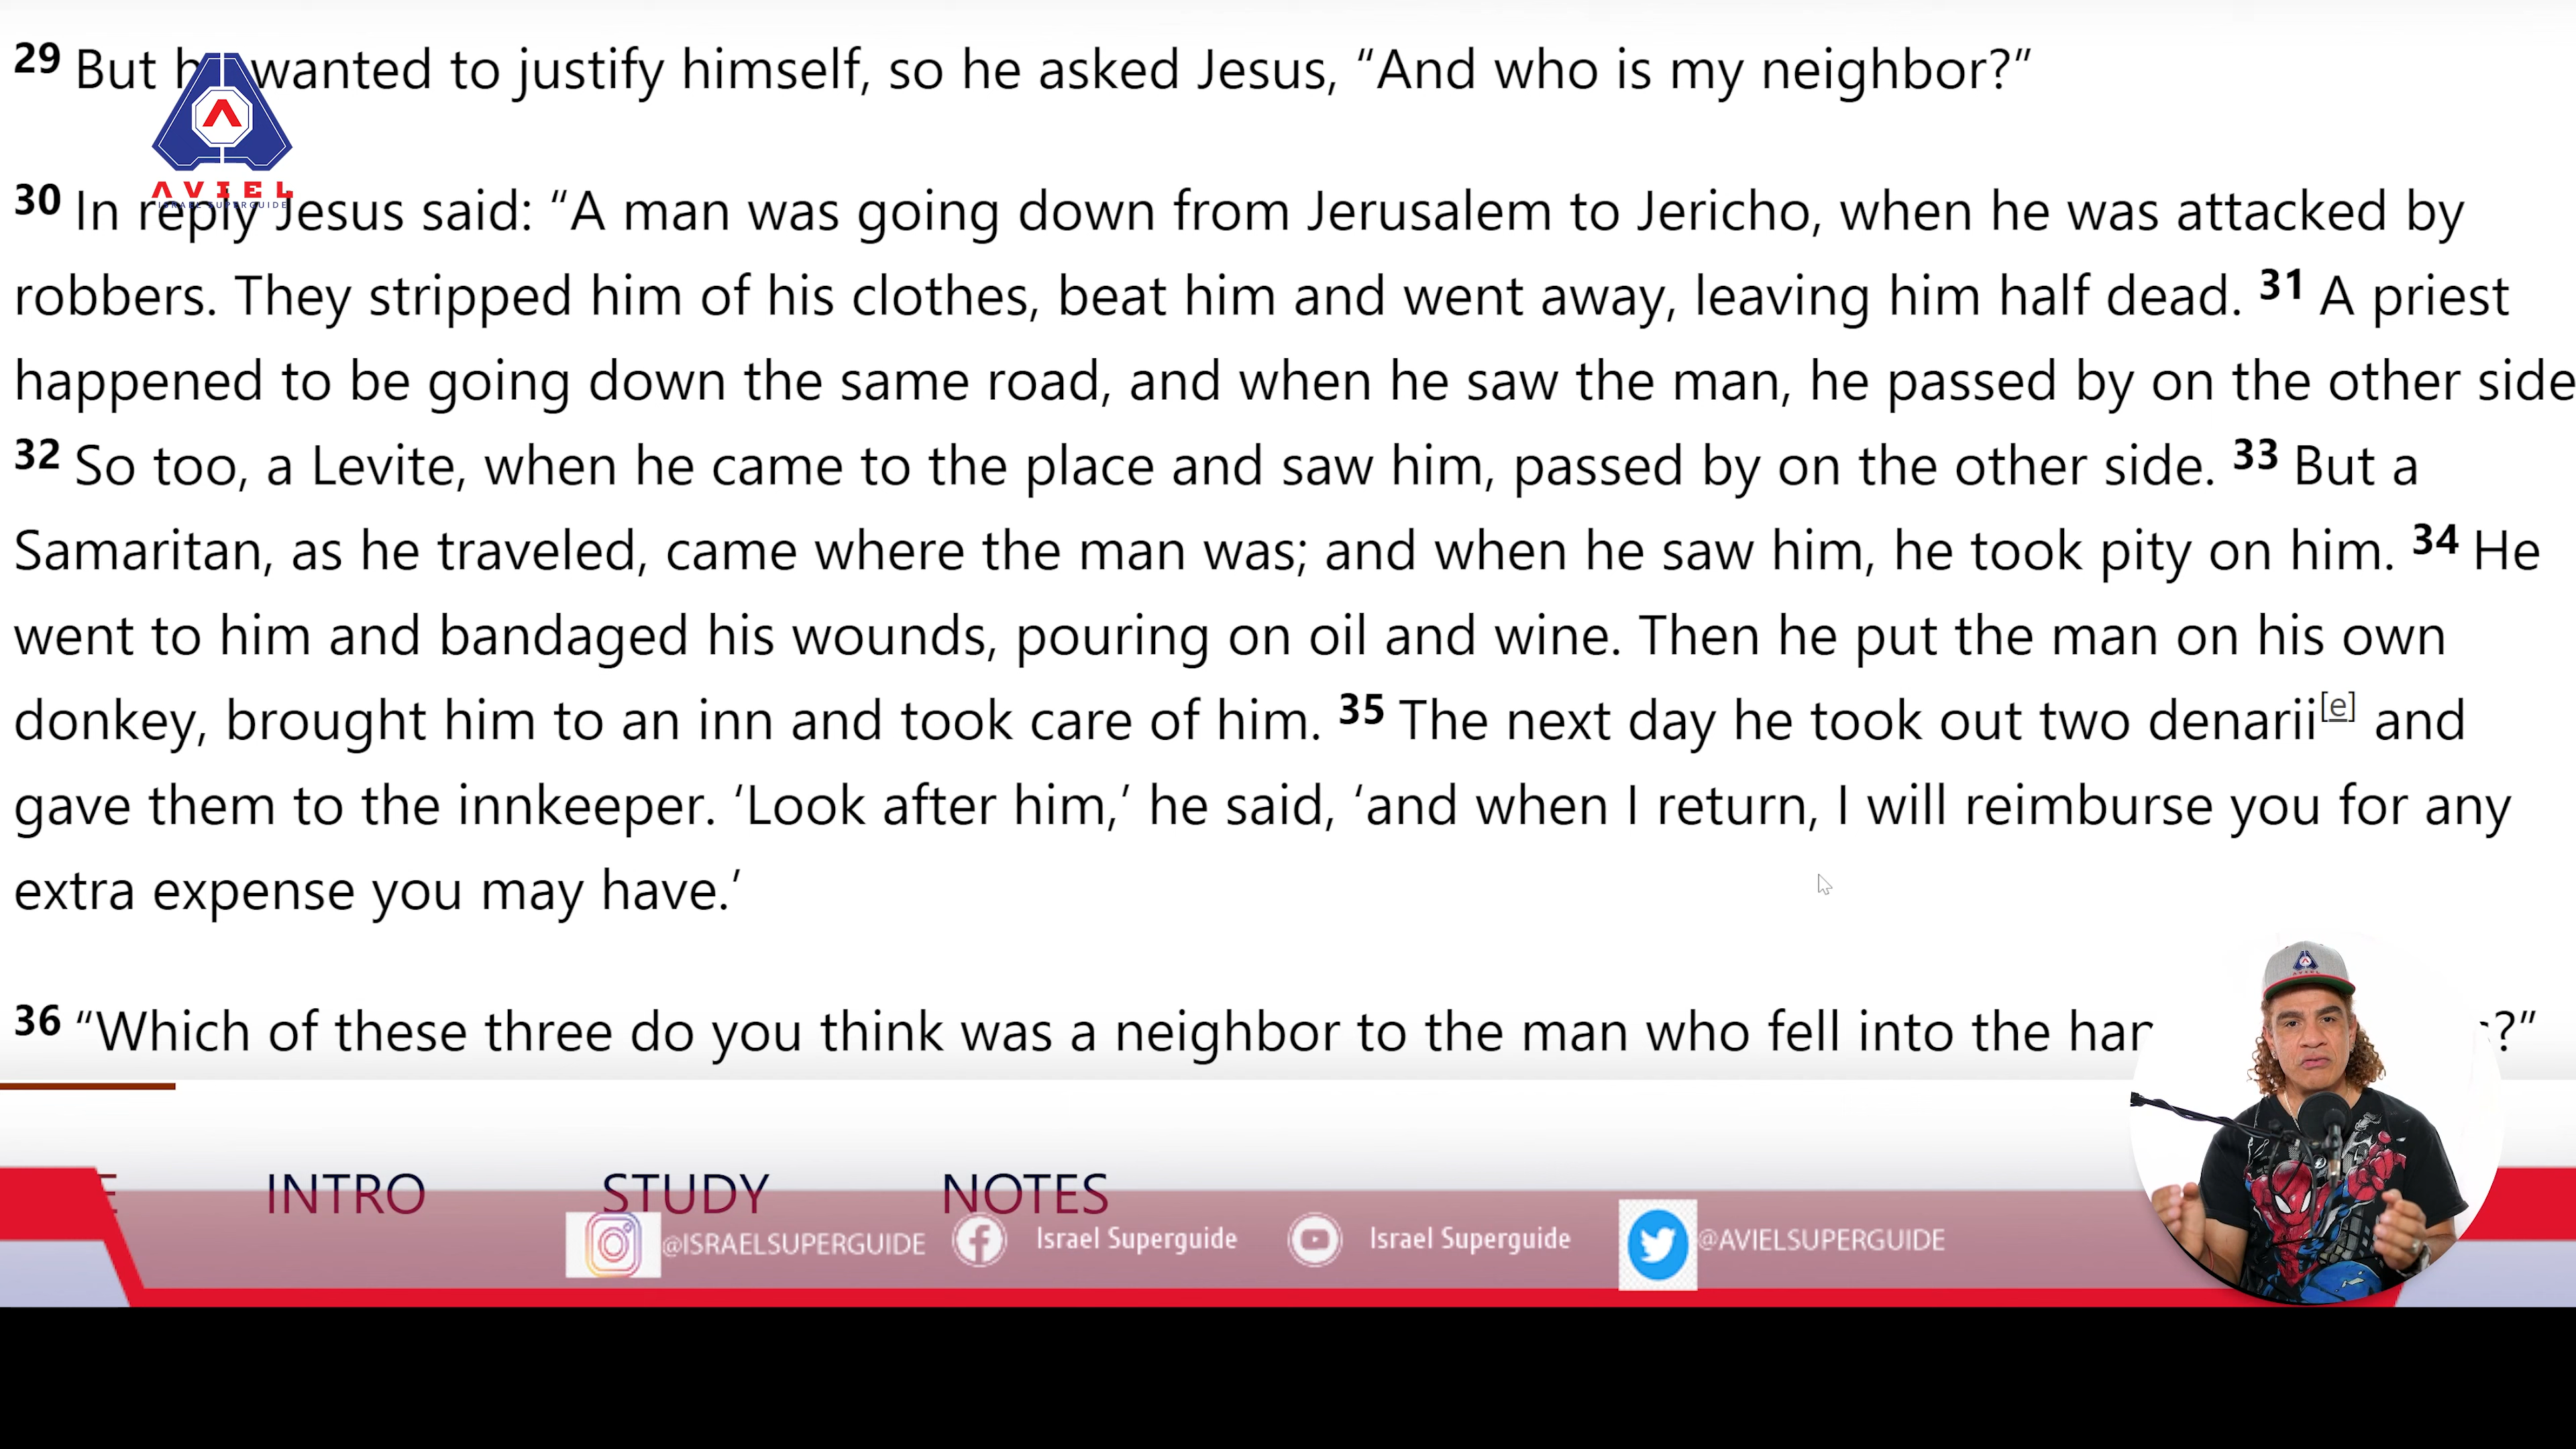 29 But h wanted to justify himself, so he asked Jesus, “And who is my neighbor?”
AVIEL
ISRAEL SUPERGUIDE
30 In reply Jesus said: “A man was going down from Jerusalem to Jericho, when he was attacked by
robbers. They stripped him of his clothes, beat him and went away, leaving him half dead. 31 A priest
happened to be going down the same road, and when he saw the man, he passed by on the other side
32 So too, a Levite, when he came to the place and saw him, passed by on the other side. 33 But a
Samaritan, as he traveled, came where the man was; and when he saw him, he took pity on him. 34 He
went to him and bandaged his wounds, pouring on oil and wine. Then he put the man on his own
donkey, brought him to an inn and took care of him. 35 The next day he took out two denarii[e] and
gave them to the innkeeper. ‘Look after him,’ he said, ‘and when I return, I will reimburse you for any
extra expense you may have.’
36 “Which of these three do you think was a neighbor to the man who fell into the ?”
INTRO STUDY NOTES
@ISRAELSUPERGUIDE Israel Superguide Israel Superguide @AVIELSUPERGUIDE